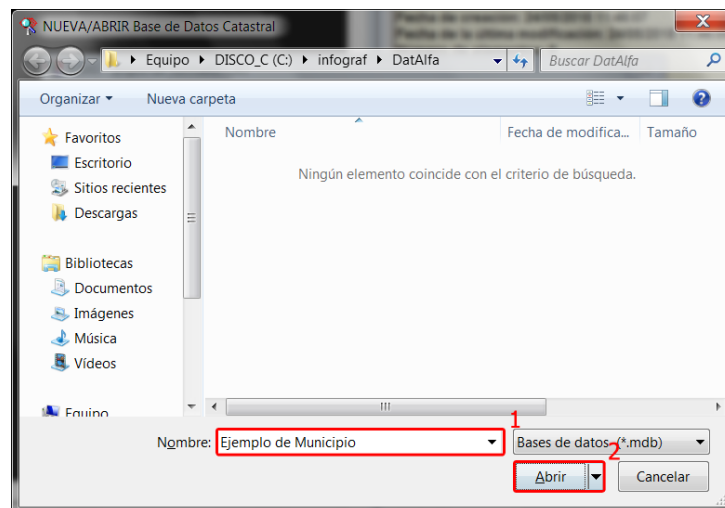 NUEVA/ABRIR Base de Datos Catastral
Equipo DISCO_C (C:) infograf DatAlfa
Buscar DatAlfa
Organizar
Nueva carpeta
Favoritos
Escritorio
Sitios recientes
Descargas
Bibliotecas
Documentos
Imágenes
Música
Vídeos
Equipo
Nombre
Fecha de modifica...
Tamaño
Ningún elemento coincide con el criterio de búsqueda.
1
Nombre: Ejemplo de Municipio
Bases de datos (*.mdb)
2
Abrir
Cancelar